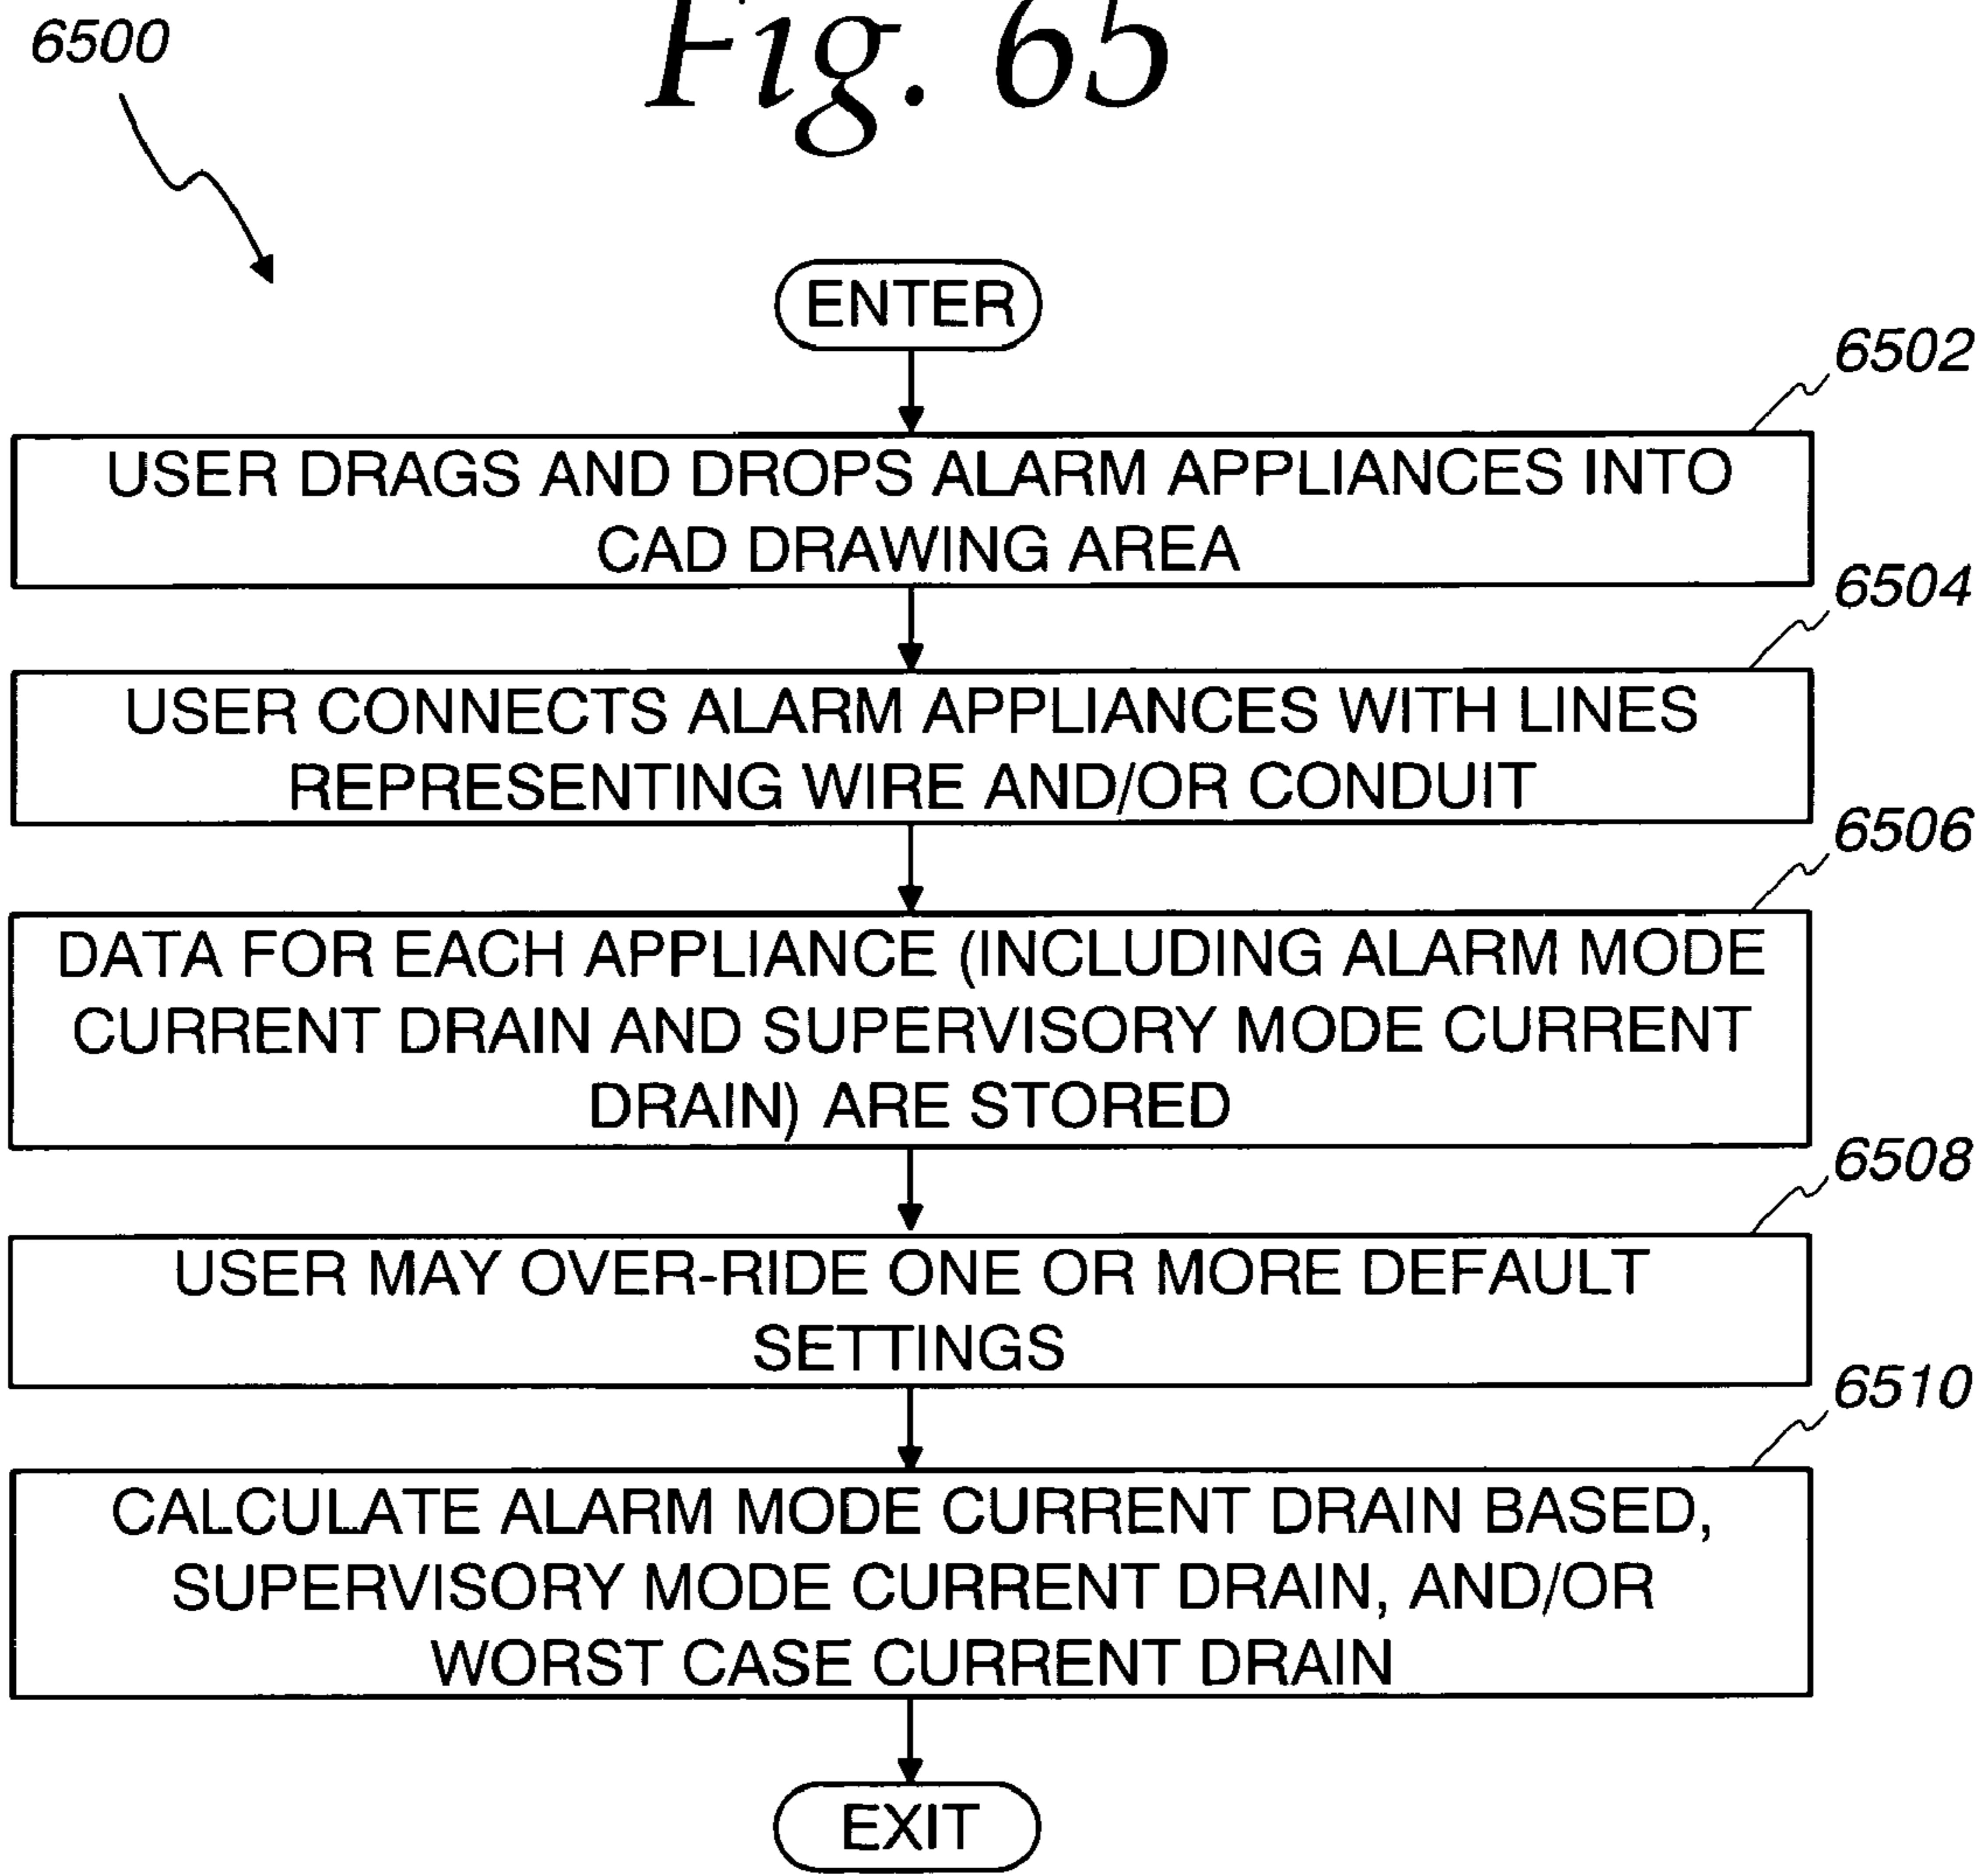 6500
Fig. 65
ENTER
6502
USER DRAGS AND DROPS ALARM APPLIANCES INTO
CAD DRAWING AREA
6504
USER CONNECTS ALARM APPLIANCES WITH LINES
REPRESENTING WIRE AND/OR CONDUIT
6506
DATA FOR EACH APPLIANCE (INCLUDING ALARM MODE
CURRENT DRAIN AND SUPERVISORY MODE CURRENT
DRAIN) ARE STORED
6508
USER MAY OVER-RIDE ONE OR MORE DEFAULT
SETTINGS
6510
CALCULATE ALARM MODE CURRENT DRAIN BASED,
SUPERVISORY MODE CURRENT DRAIN, AND/OR
WORST CASE CURRENT DRAIN
EXIT